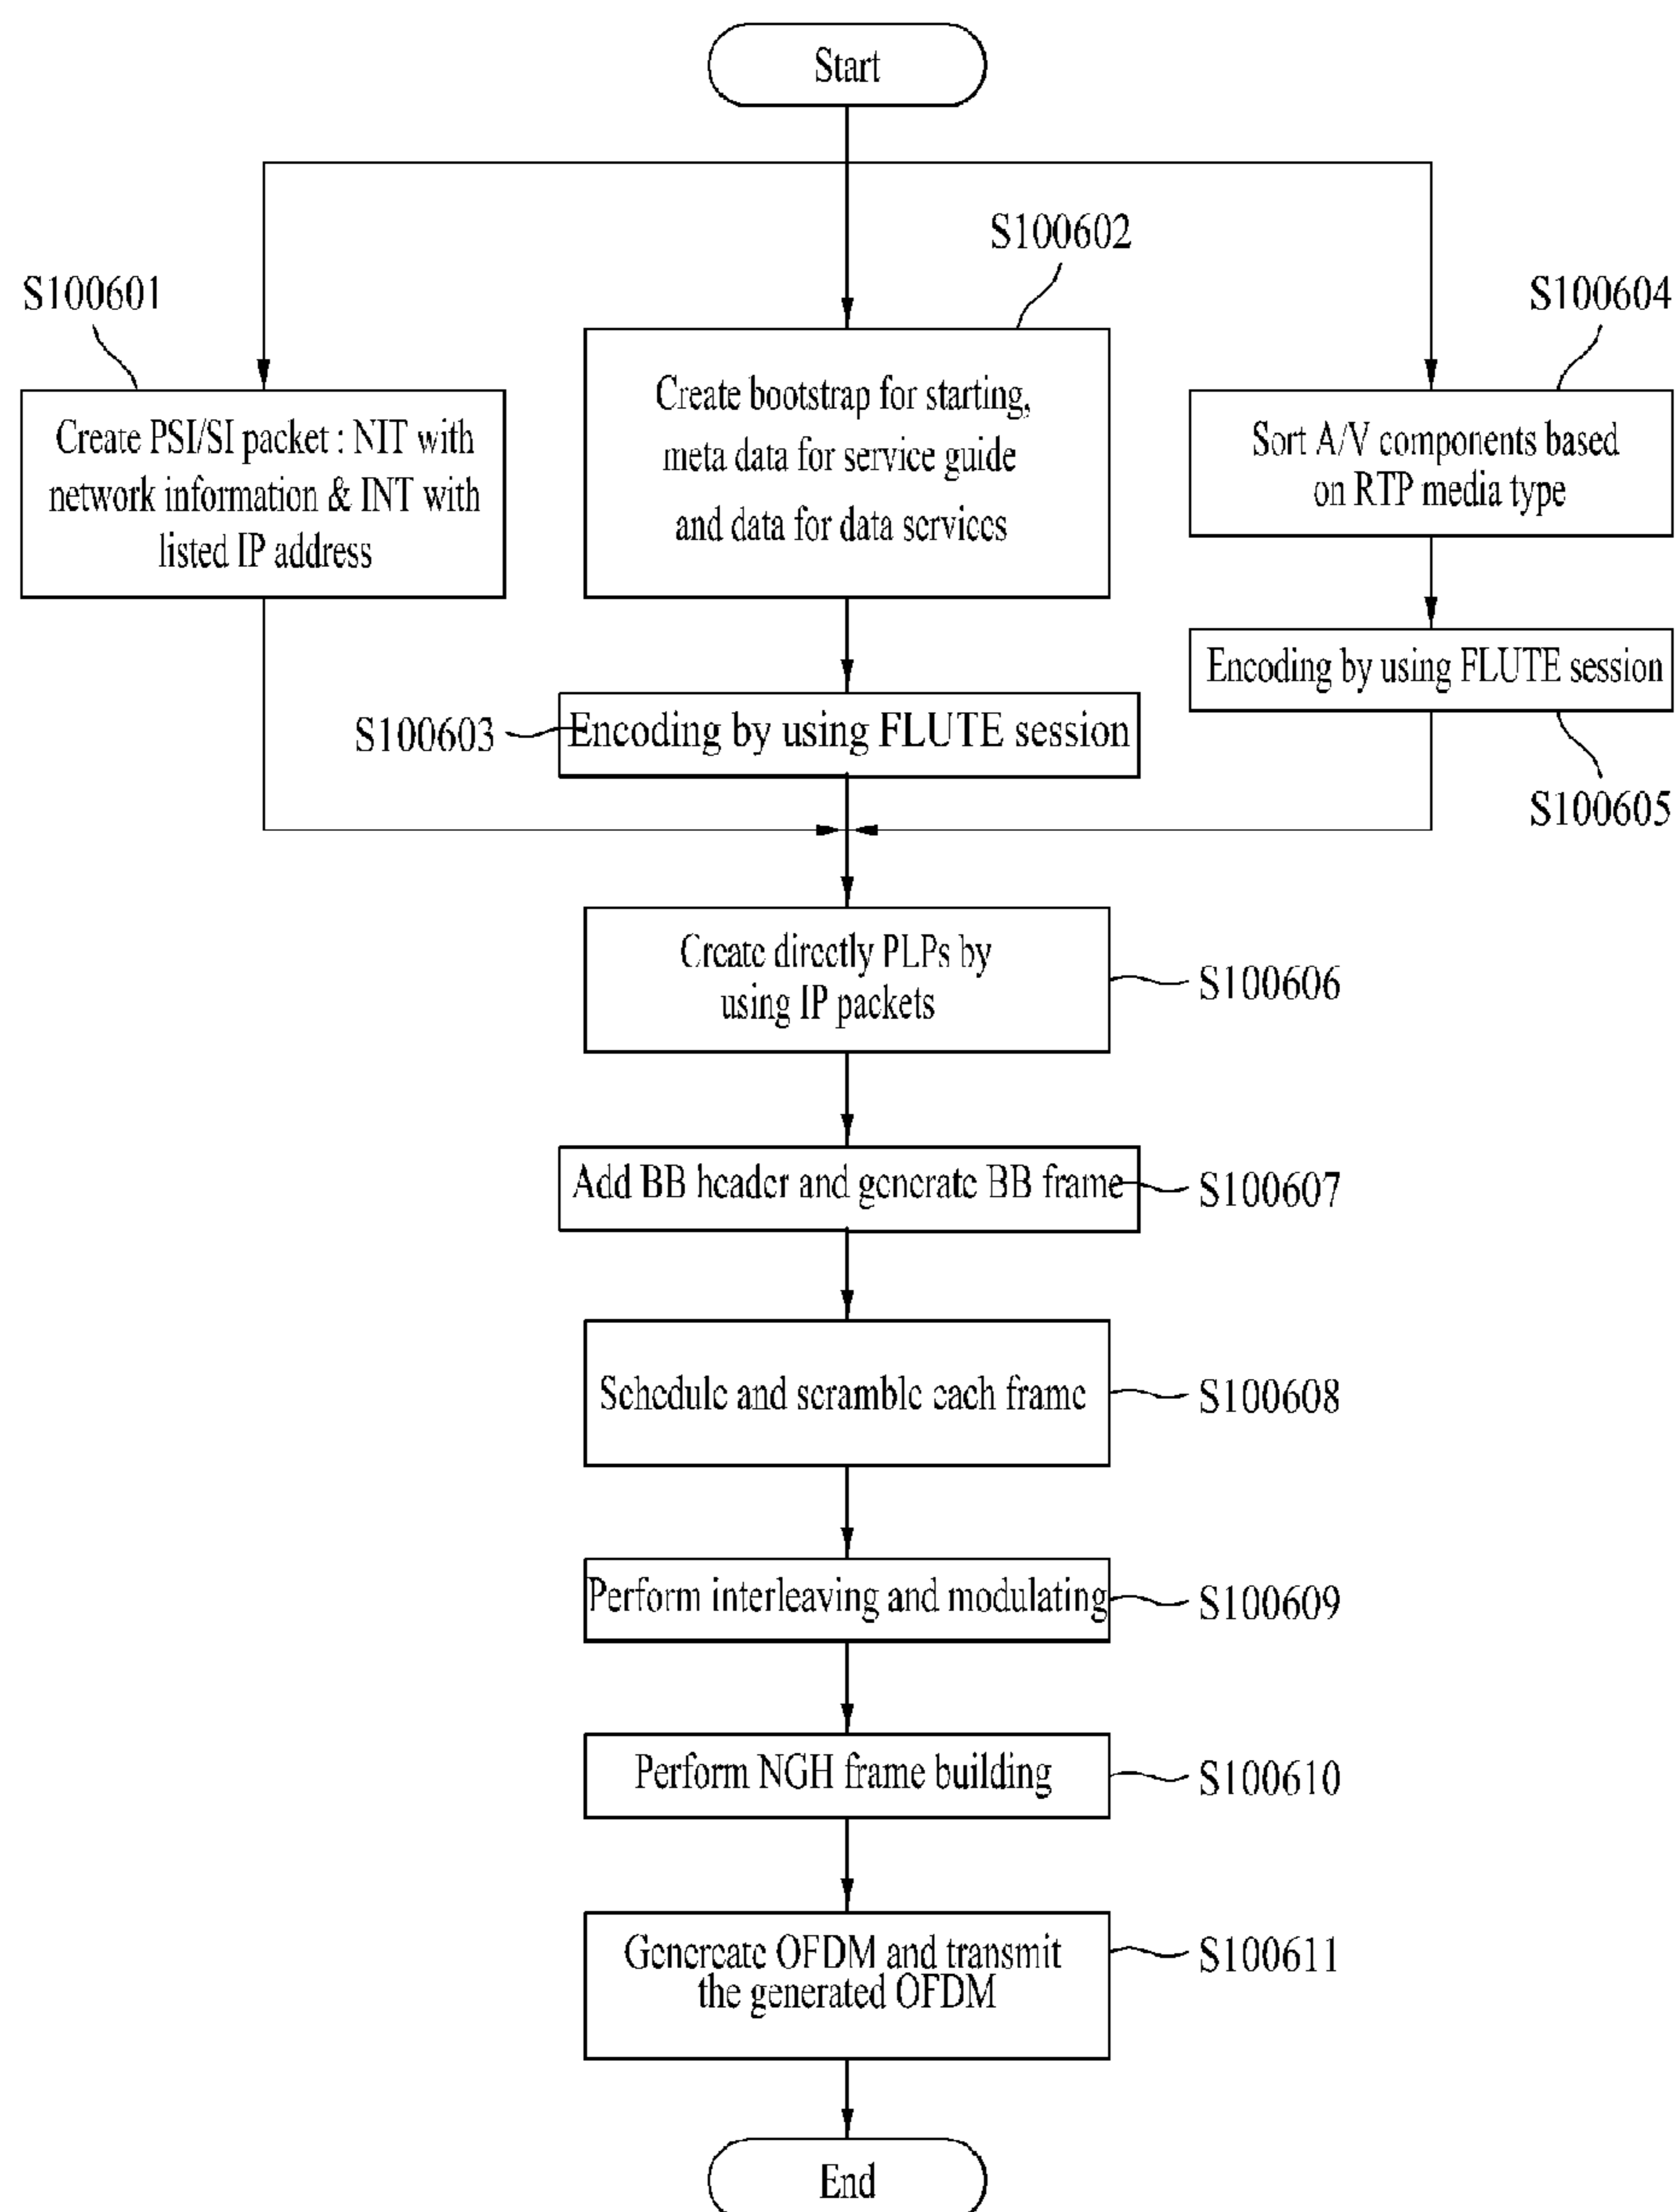 Start
S100601
Create PSI/SI packet : NIT with
network information & INT with
listed IP address
S100602
Create bootstrap for starting,
meta data for service guide
and data for data services
S100603
Encoding by using FLUTE session
S100604
Sort A/V components based
on RTP media type
Encoding by using FLUTE session
S100605
Create directly PLPs by
using IP packets
S100606
Add BB header and generate BB frame
S100607
Schedule and scramble each frame
S100608
Perform interleaving and modulating
S100609
Perform NGH frame building
S100610
Genereate OFDM and transmit
the generated OFDM
S100611
End